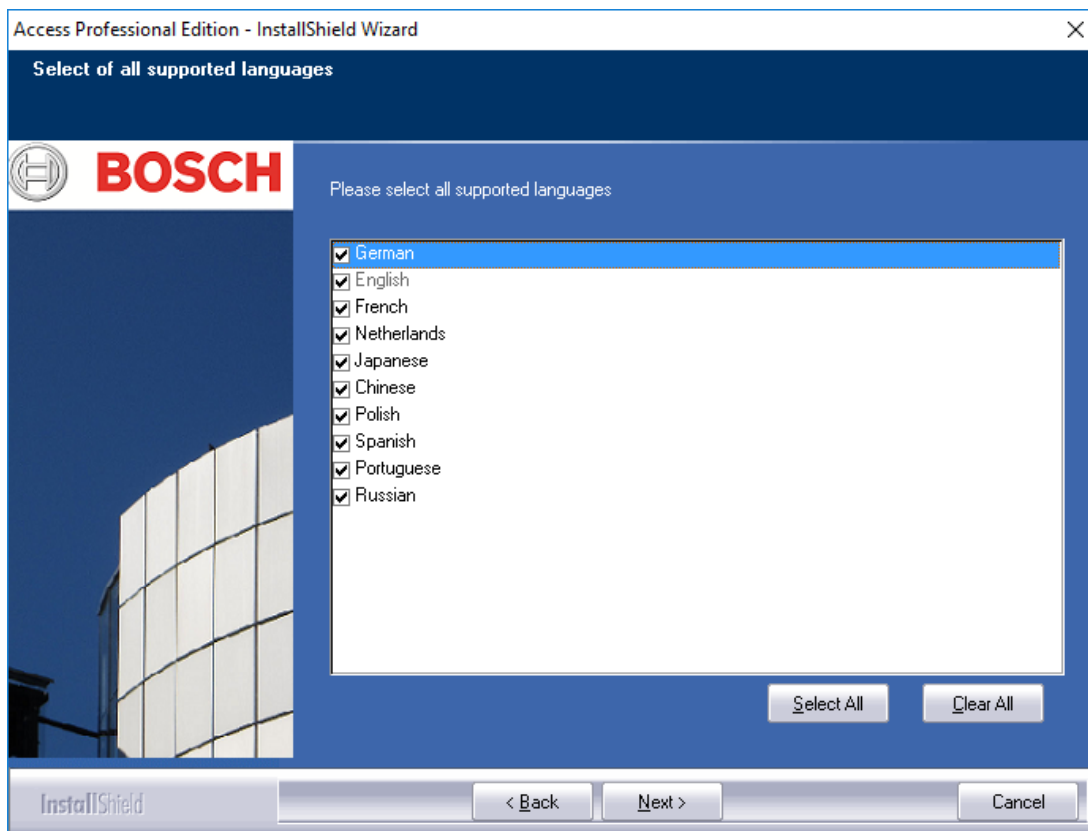 Access Professional Edition - InstallShield Wizard
Select of all supported languages
BOSCH
Please select all supported languages
German
English
French
Netherlands
Japanese
Chinese
Polish
Spanish
Portuguese
Russian
Select All
Clear All
InstallShield
< Back
Next >
Cancel